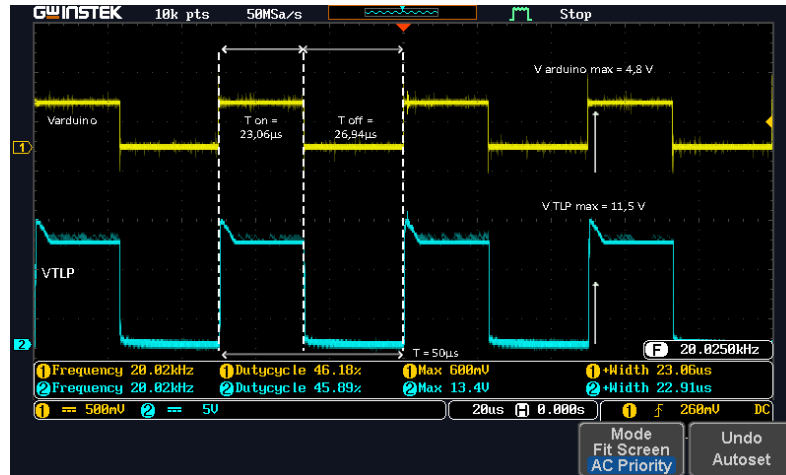 GWINSTEK 10k pts 50MSa/s Stop
V arduino max = 4,8 V
Varduino
T on =
23,06µs
T off =
26,94µs
1
V TLP max = 11,5 V
VTLP
2
T = 50µs
F 20.0250kHz
1 Frequency 20.02kHz 1 Dutycycle 46.18% 1 Max 600mV 1 +Width 23.06us
2 Frequency 20.02kHz 2 Dutycycle 45.89% 2 Max 13.4V 2 +Width 22.91us
1 500mV 2 5V 20us H 0.000s 1 260mV DC
Mode
Fit Screen
AC Priority
Undo
Autoset